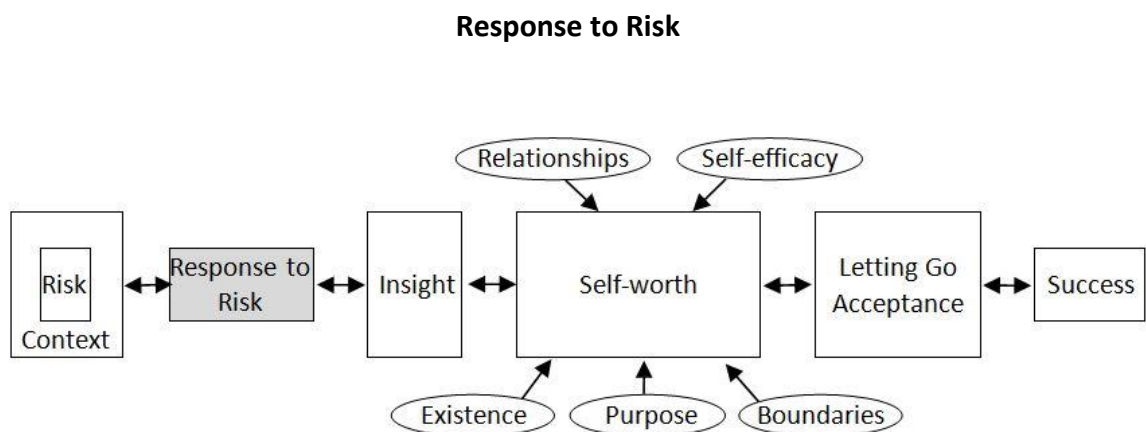 Response to Risk
Relationships
Self-efficacy
Risk
Context
Response to
Risk
Insight
Self-worth
Letting Go
Acceptance
Success
Existence
Purpose
Boundaries